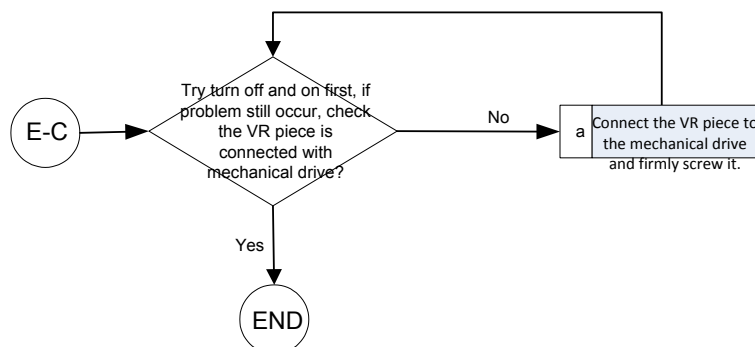 E-C
Try turn off and on first, if
problem still occur, check
the VR piece is
connected with
mechanical drive?
No
a
Connect the VR piece to
the mechanical drive
and firmly screw it.
Yes
END